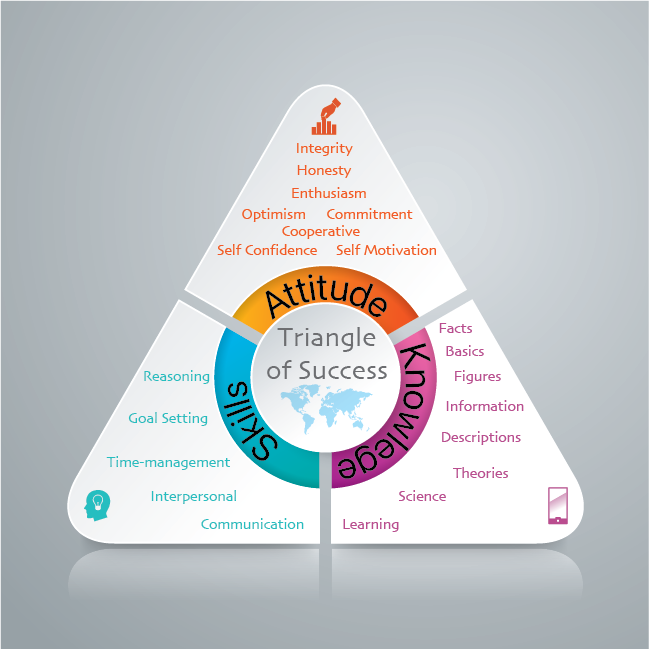 Integrity
Honesty
Enthusiasm
Optimism Commitment
Cooperative
Self Confidence Self Motivation
Attitude
Triangle
of Success
Skills
Reasoning
Goal Setting
Time-management
Interpersonal
Communication
Knowlege
Facts
Basics
Figures
Information
Descriptions
Theories
Science
Learning